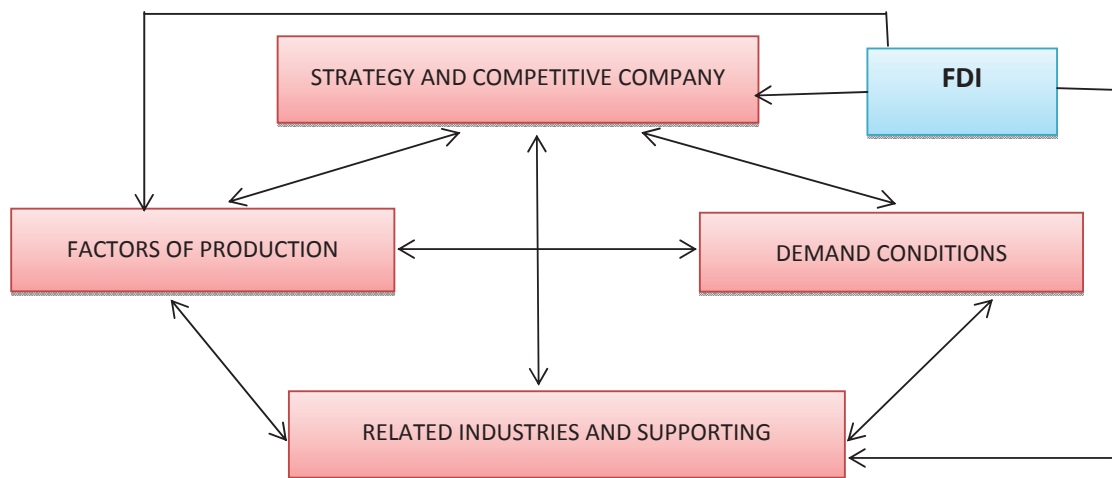 STRATEGY AND COMPETITIVE COMPANY
FDI
FACTORS OF PRODUCTION
DEMAND CONDITIONS
RELATED INDUSTRIES AND SUPPORTING